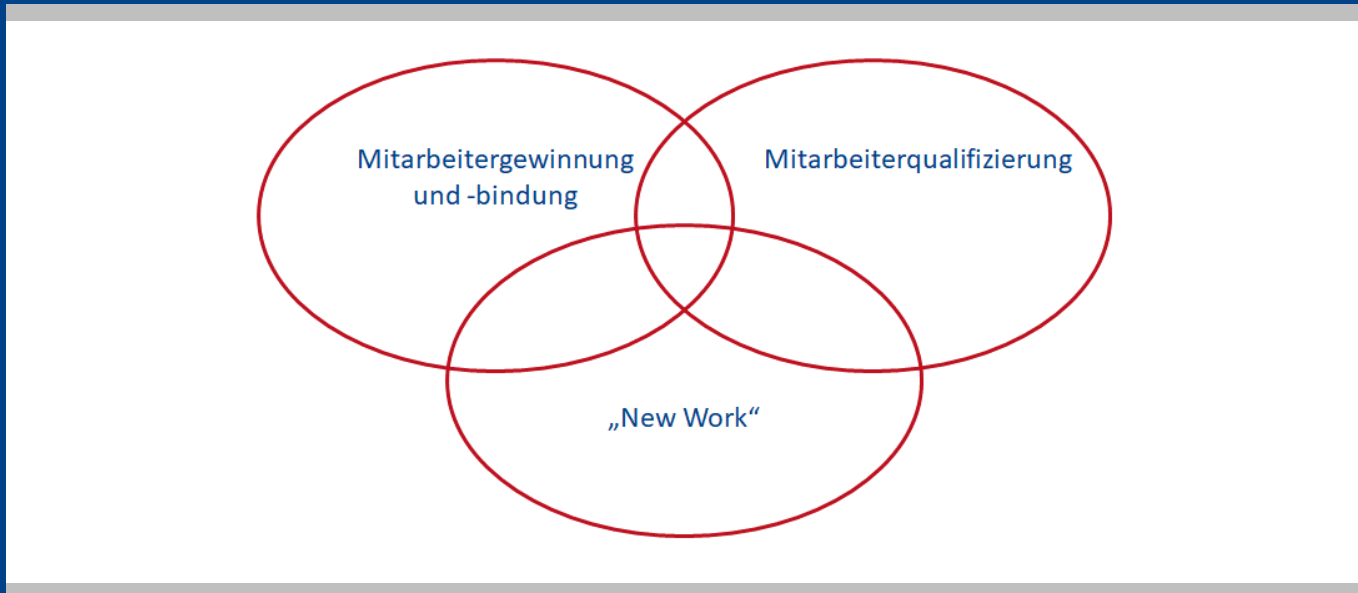 Mitarbeitergewinnung
und -bindung
Mitarbeiterqualifizierung
„New Work“